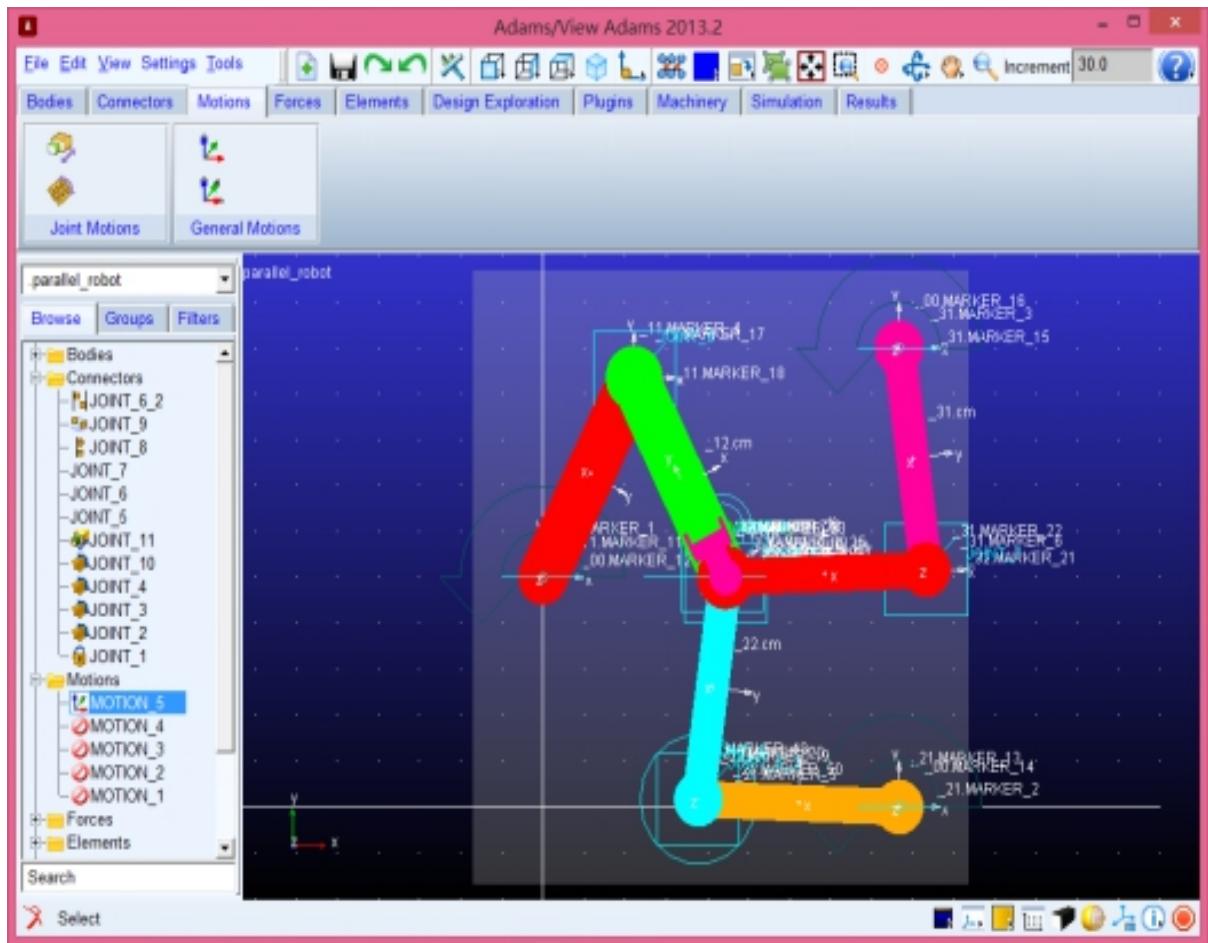 Adams/View Adams 2013.2
File Edit View Settings Tools
Increment 30.0
Bodies Connectors Motions Forces Elements Design Exploration Plugins Machinery Simulation Results
Joint Motions General Motions
.parallel_robot
Browse Groups Filters
Bodies
Connectors
JOINT_6_2
JOINT_9
JOINT_8
JOINT_7
JOINT_6
JOINT_5
JOINT_11
JOINT_10
JOINT_4
JOINT_3
JOINT_2
JOINT_1
Motions
MOTION_5
MOTION_4
MOTION_3
MOTION_2
MOTION_1
Forces
Elements
Search
Select
parallel_robot
_00.MARKER_16
_31.MARKER_3
_31.MARKER_15
_11.MARKER_4
_11.MARKER_18
_31.cm
_12.cm
_31.MARKER_22
_00.MARKER_12
_22.cm
_21.MARKER_13
_00.MARKER_14
_21.MARKER_2